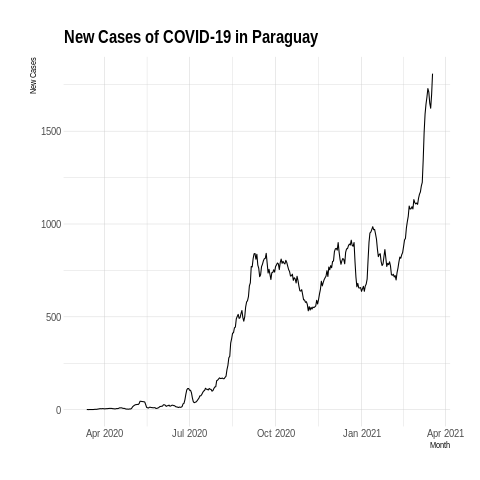 New Cases of COVID-19 in Paraguay
New Cases
1500
1000
500
0
Apr 2020 Jul 2020 Oct 2020 Jan 2021 Apr 2021
Month